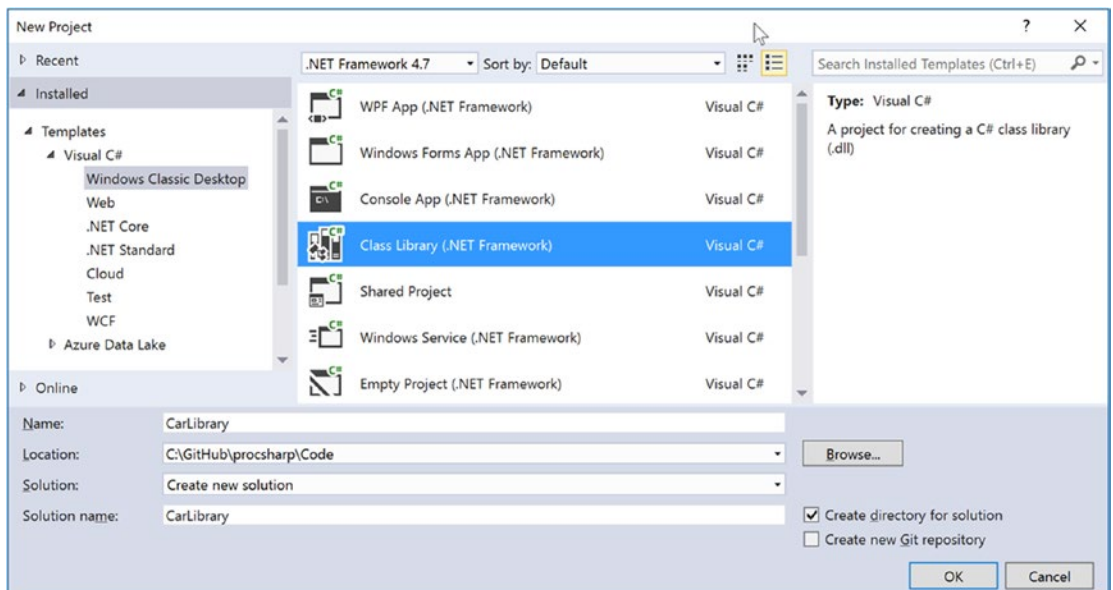 New Project
?
Recent
.NET Framework 4.7
Sort by: Default
Search Installed Templates (Ctrl+E)
Installed
Templates
Visual C#
Windows Classic Desktop
Web
.NET Core
.NET Standard
Cloud
Test
WCF
Azure Data Lake
Online
C# WPF App (.NET Framework) Visual C#
C# Windows Forms App (.NET Framework) Visual C#
C# Console App (.NET Framework) Visual C#
C# Class Library (.NET Framework) Visual C#
C# Shared Project Visual C#
C# Windows Service (.NET Framework) Visual C#
C# Empty Project (.NET Framework) Visual C#
Type: Visual C#
A project for creating a C# class library
(.dll)
Name: CarLibrary
Location: C:\GitHub\procsharp\Code
Browse...
Solution: Create new solution
Solution name: CarLibrary
Create directory for solution
Create new Git repository
OK Cancel